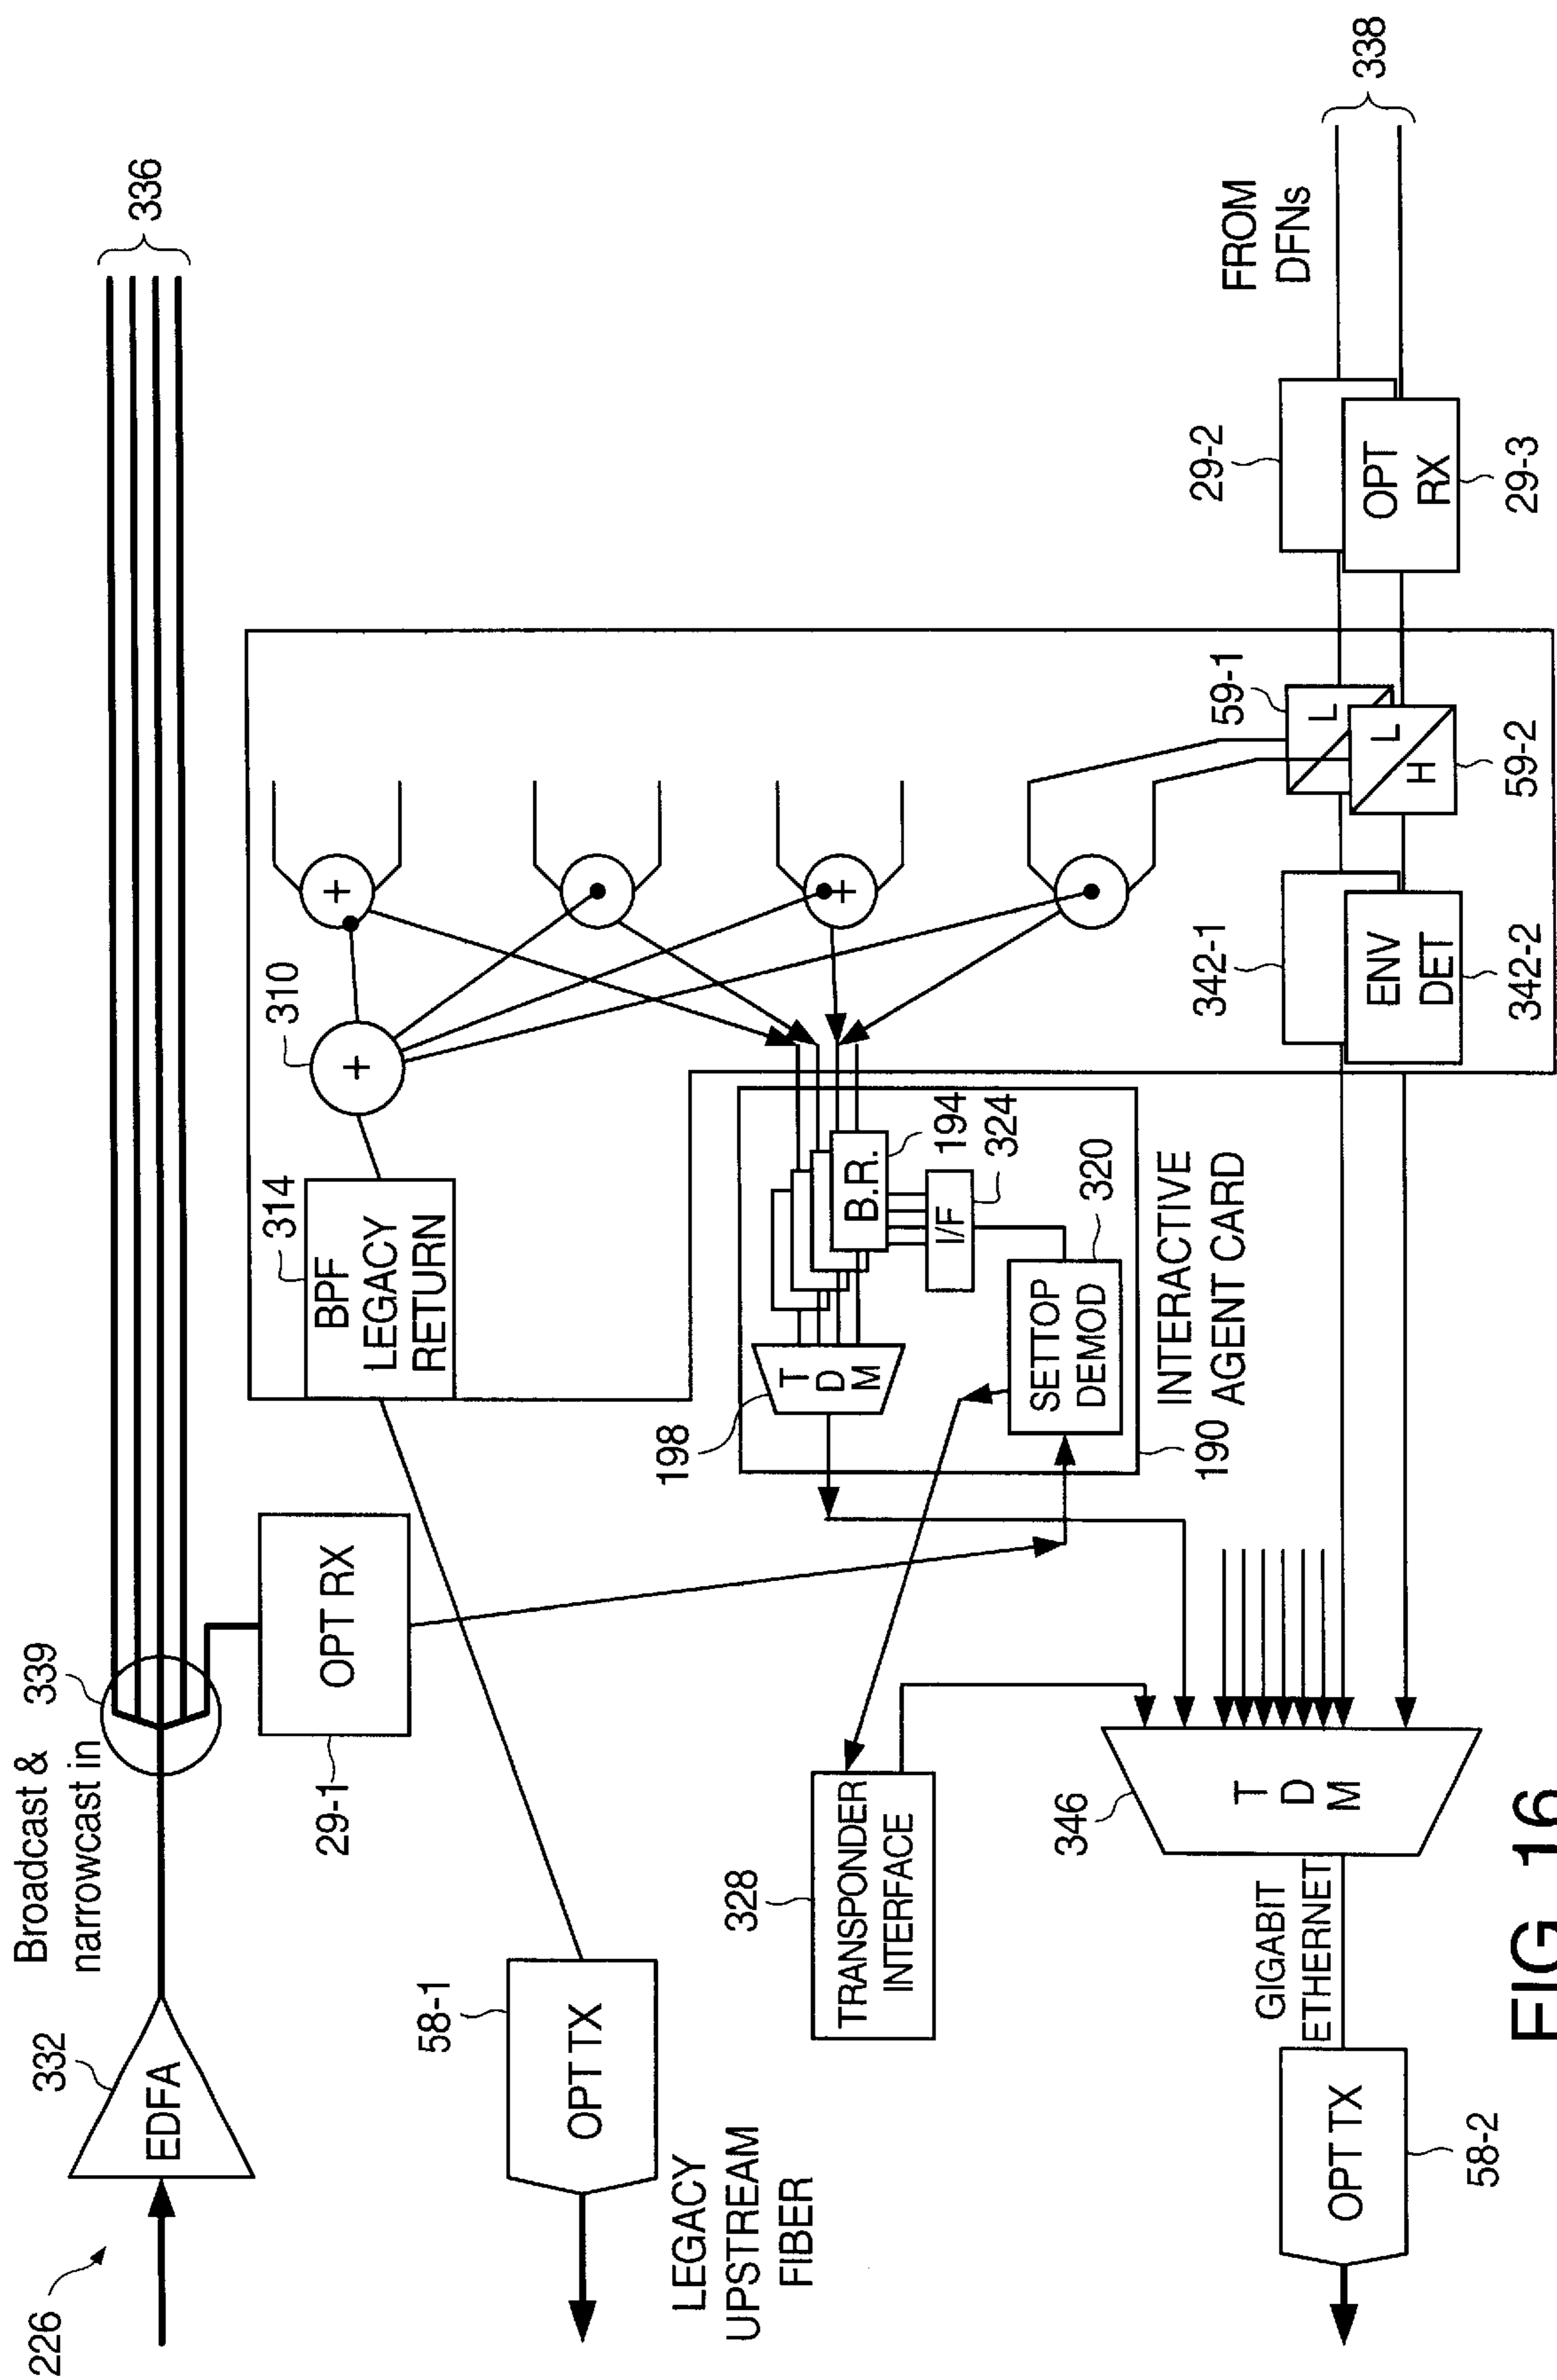 226
332
EDFA
Broadcast &
narrowcast in
339
336
29-1
OPT RX
58-1
OPT TX
LEGACY
UPSTREAM
FIBER
314
BPF
LEGACY
RETURN
310
+
+
+
198
T
D
M
B.R.
194
I/F
324
SETTOP
DEMOD
320
190
INTERACTIVE
AGENT CARD
328
TRANSPONDER
INTERFACE
346
T
D
M
GIGABIT
ETHERNET
OPT TX
58-2
342-1
ENV
DET
342-2
59-1
L
L
H
59-2
29-2
OPT
RX
29-3
FROM
DFNs
338
FIG. 16